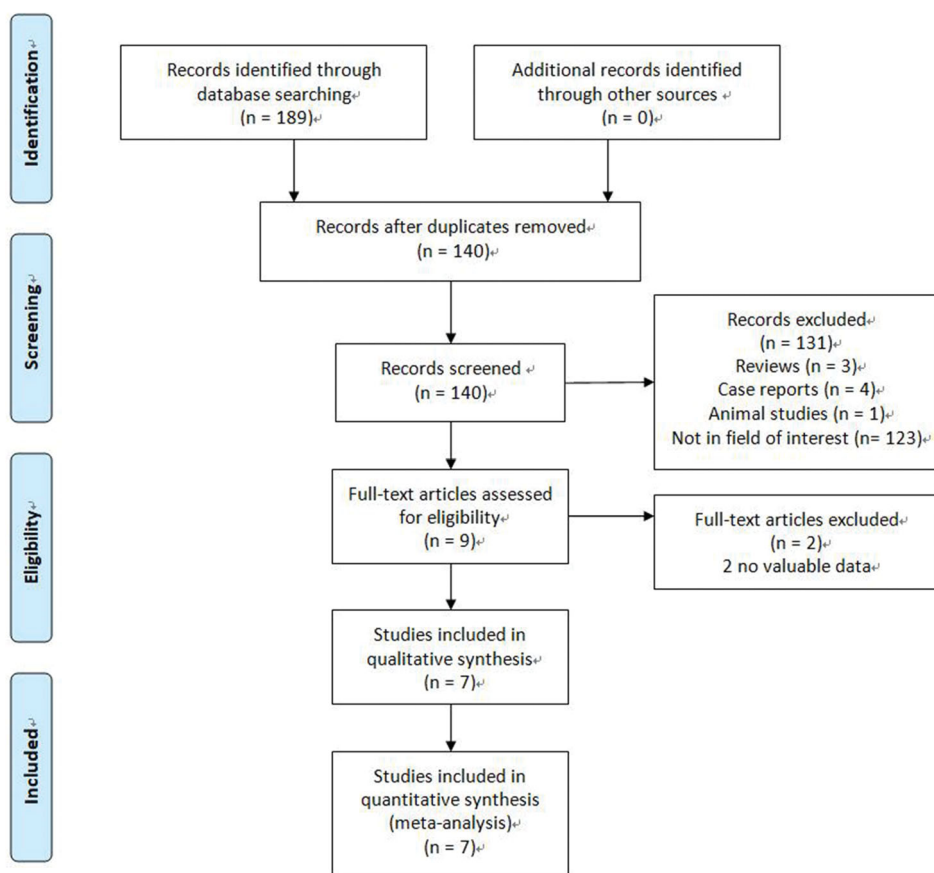 Identification
Records identified through
database searching
(n = 189)
Additional records identified
through other sources
(n = 0)
Records after duplicates removed
(n = 140)
Screening
Records screened
(n = 140)
Records excluded
(n = 131)
Reviews (n = 3)
Case reports (n = 4)
Animal studies (n = 1)
Not in field of interest (n= 123)
Eligibility
Full-text articles assessed
for eligibility
(n = 9)
Full-text articles excluded
(n = 2)
2 no valuable data
Studies included in
qualitative synthesis
(n = 7)
Included
Studies included in
quantitative synthesis
(meta-analysis)
(n = 7)